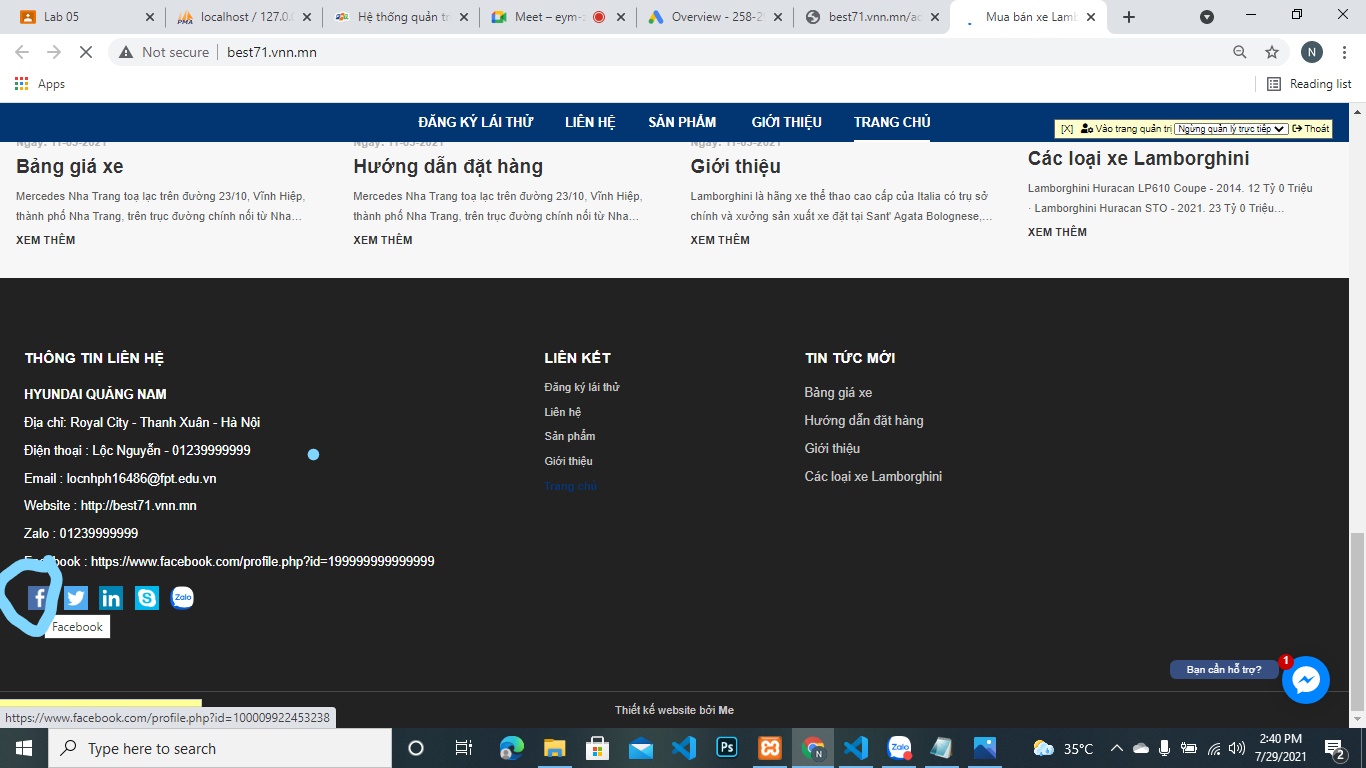 Lab 05
localhost / 127.0.
Hệ thống quản tr
Meet – eym-
Overview - 258-2
best71.vnn.mn/ac
Mua bán xe Lam
Not secure
best71.vnn.mn
N
Apps
Reading list
ĐĂNG KÝ LÁI THỬ
LIÊN HỆ
SẢN PHẨM
GIỚI THIỆU
TRANG CHỦ
[X] Vào trang quản trị Ngừng quản lý trực tiếp Thoát
Ngày: 11-03-2021
Ngày: 11-03-2021
Ngày: 11-03-2021
Bảng giá xe
Mercedes Nha Trang toạ lạc trên đường 23/10, Vĩnh Hiệp,
thành phố Nha Trang, trên trục đường chính nối từ Nha...
XEM THÊM
Hướng dẫn đặt hàng
Mercedes Nha Trang toạ lạc trên đường 23/10, Vĩnh Hiệp,
thành phố Nha Trang, trên trục đường chính nối từ Nha...
XEM THÊM
Giới thiệu
Lamborghini là hãng xe thể thao cao cấp của Italia có trụ sở
chính và xưởng sản xuất xe đặt tại Sant' Agata Bolognese,...
XEM THÊM
Các loại xe Lamborghini
Lamborghini Huracan LP610 Coupe - 2014. 12 Tỷ 0 Triệu
· Lamborghini Huracan STO - 2021. 23 Tỷ 0 Triệu...
XEM THÊM
THÔNG TIN LIÊN HỆ
HYUNDAI QUẢNG NAM
Địa chỉ: Royal City - Thanh Xuân - Hà Nội
Điện thoại : Lộc Nguyễn - 01239999999
Email : locnhph16486@fpt.edu.vn
Website : http://best71.vnn.mn
Zalo : 01239999999
Facebook : https://www.facebook.com/profile.php?id=199999999999999
Zalo
Facebook
LIÊN KẾT
Đăng ký lái thử
Liên hệ
Sản phẩm
Giới thiệu
Trang chủ
TIN TỨC MỚI
Bảng giá xe
Hướng dẫn đặt hàng
Giới thiệu
Các loại xe Lamborghini
Bạn cần hỗ trợ?
1
Thiết kế website bởi Me
https://www.facebook.com/profile.php?id=100009922453238
Type here to search
Ps
Zalo
35°C
2:40 PM
7/29/2021
2